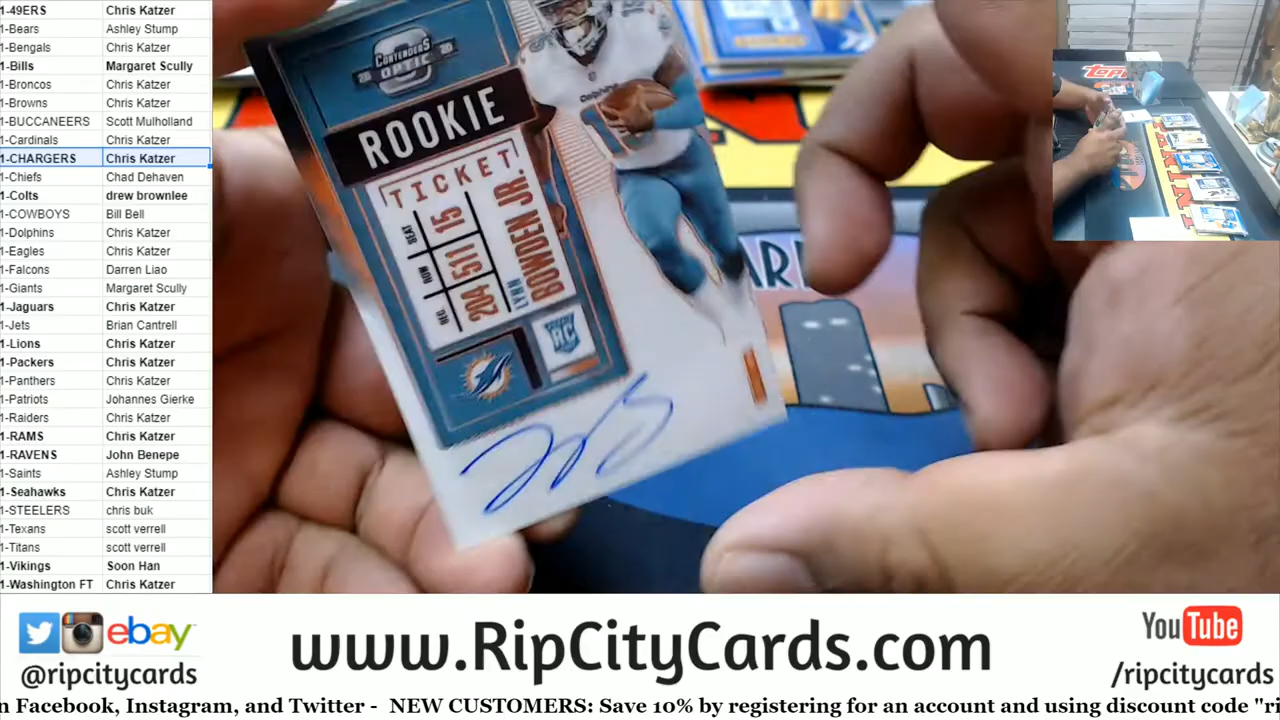 1-49ERS Chris Katzer
1-Bears Ashley Stump
1-Bengals Chris Katzer
1-Bills Margaret Scully
1-Broncos Chris Katzer
1-Browns Chris Katzer
1-BUCCANEERS Scott Mulholland
1-Cardinals Chris Katzer
1-CHARGERS Chris Katzer
1-Chiefs Chad Dehaven
1-Colts drew brownlee
1-COWBOYS Bill Bell
1-Dolphins Chris Katzer
1-Eagles Chris Katzer
1-Falcons Darren Liao
1-Giants Margaret Scully
1-Jaguars Chris Katzer
1-Jets Brian Cantrell
1-Lions Chris Katzer
1-Packers Chris Katzer
1-Panthers Chris Katzer
1-Patriots Johannes Gierke
1-Raiders Chris Katzer
1-RAMS Chris Katzer
1-RAVENS John Benepe
1-Saints Ashley Stump
1-Seahawks Chris Katzer
1-STEELERS chris buk
1-Texans scott verrell
1-Titans scott verrell
1-Vikings Soon Han
1-Washington FT Chris Katzer
20 CONTENDERS 20
OPTIC
ROOKIE
TICKET
SEAT ROW SEC
15 511 204
LYNN
BOWDEN JR.
RC
Dolphins
topps
ebay
@ripcitycards
www.RipCityCards.com
YouTube
/ripcitycards
n Facebook, Instagram, and Twitter - NEW CUSTOMERS: Save 10% by registering for an account and using discount code "ri